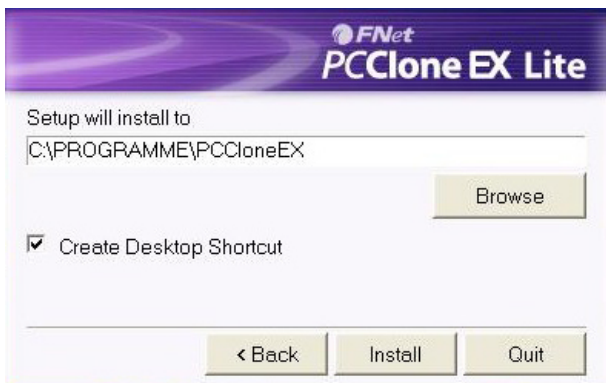 FNet
PCClone EX Lite
Setup will install to
C:\PROGRAMME\PCCloneEX
Browse
Create Desktop Shortcut
< Back Install Quit